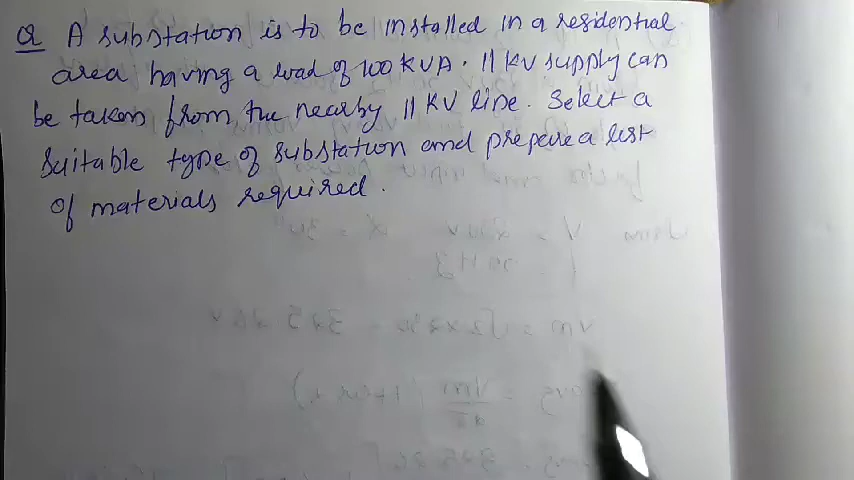 Q A substation is to be installed in a residential
area having a load of 100 KVA. 11 KV supply can
be taken from the nearby 11 KV line. Select a
suitable type of substation and prepare a list
of materials required.